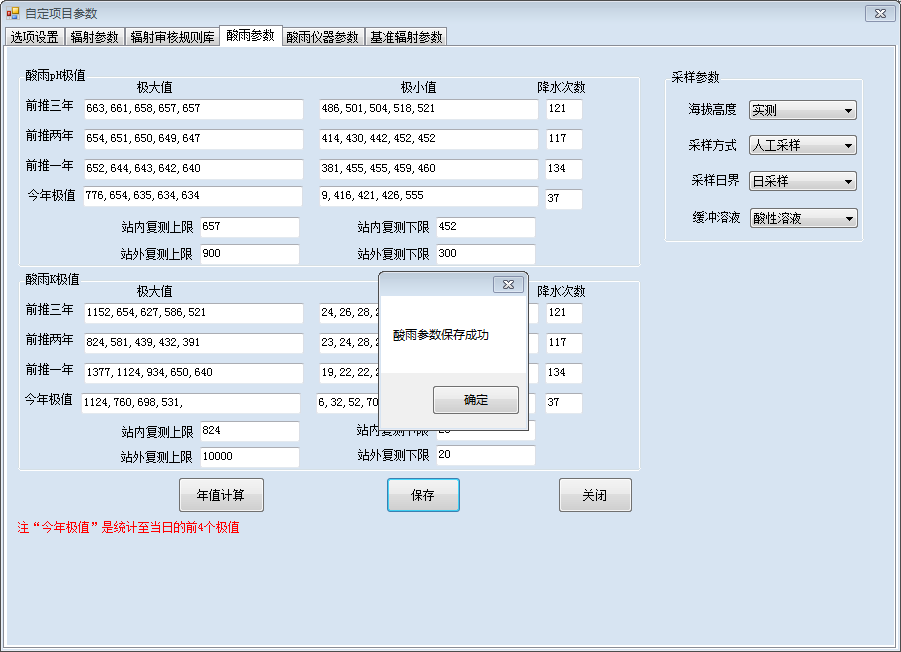 自定项目参数
选项设置 辐射参数 辐射审核规则库 酸雨参数 酸雨仪器参数 基准辐射参数
酸雨pH极值
极大值 极小值 降水次数
前推三年 663,661,658,657,657 486,501,504,518,521 121
前推两年 654,651,650,649,647 414,430,442,452,452 117
前推一年 652,644,643,642,640 381,455,455,459,460 134
今年极值 776,654,635,634,634 9,416,421,426,555 37
站内复测上限 657 站内复测下限 452
站外复测上限 900 站外复测下限 300
采样参数
海拔高度 实测
采样方式 人工采样
采样日界 日采样
缓冲溶液 酸性溶液
酸雨K极值
极大值 降水次数
前推三年 1152,654,627,586,521 24,26,28, 121
前推两年 824,581,439,432,391 23,24,28, 117
前推一年 1377,1124,934,650,640 19,22,22, 134
今年极值 1124,760,698,531, 6,32,52,70 37
站内复测上限 824 站内复测下限
站外复测上限 10000 站外复测下限 20
酸雨参数保存成功
确定
年值计算 保存 关闭
注“今年极值”是统计至当日的前4个极值